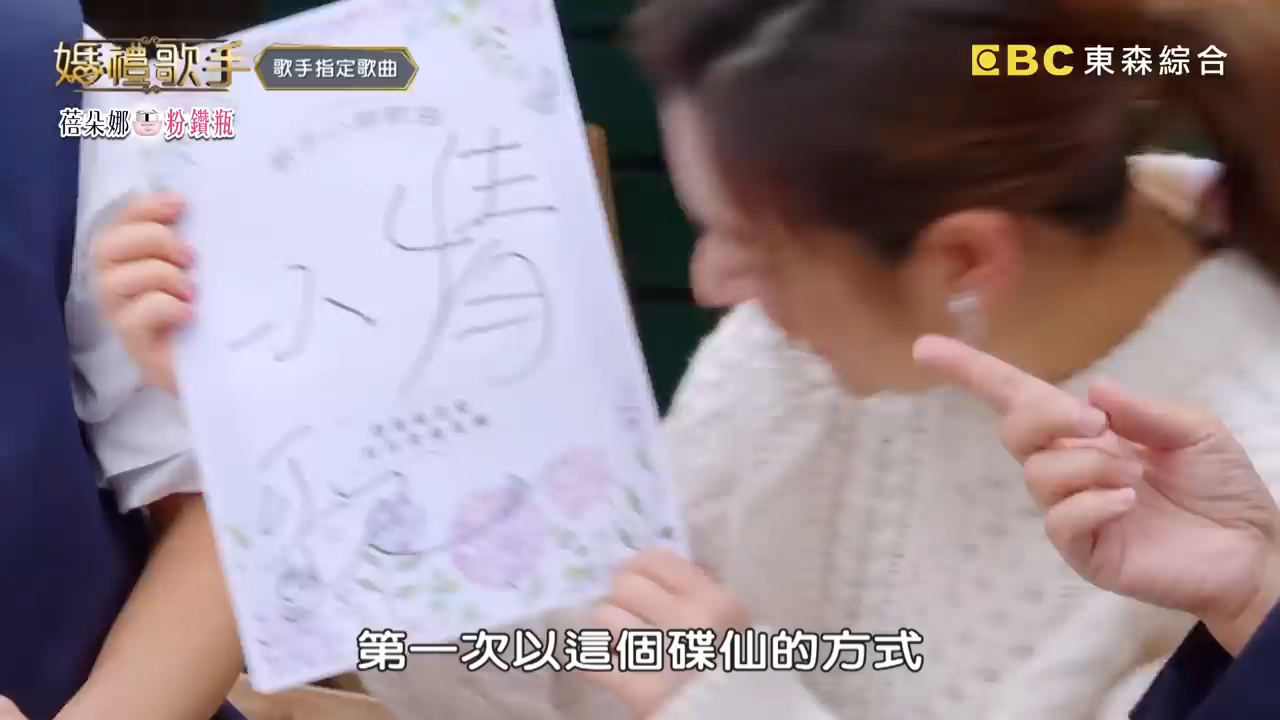 婚禮歌手
歌手指定歌曲
蓓朵娜 粉鑽瓶
EBC 東森綜合
小情歌
第一次以這個碟仙的方式